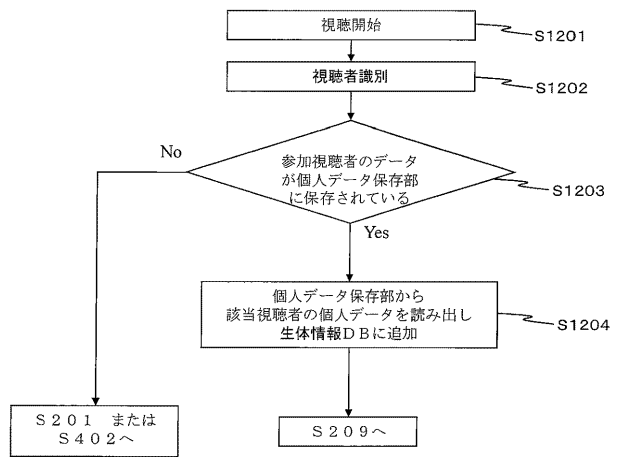 視聴開始
S1201
視聴者識別
S1202
参加視聴者のデータ
が個人データ保存部
に保存されている
S1203
No
Yes
個人データ保存部から
該当視聴者の個人データを読み出し
生体情報ＤＢに追加
S1204
Ｓ２０１　または
Ｓ４０２へ
Ｓ２０９へ